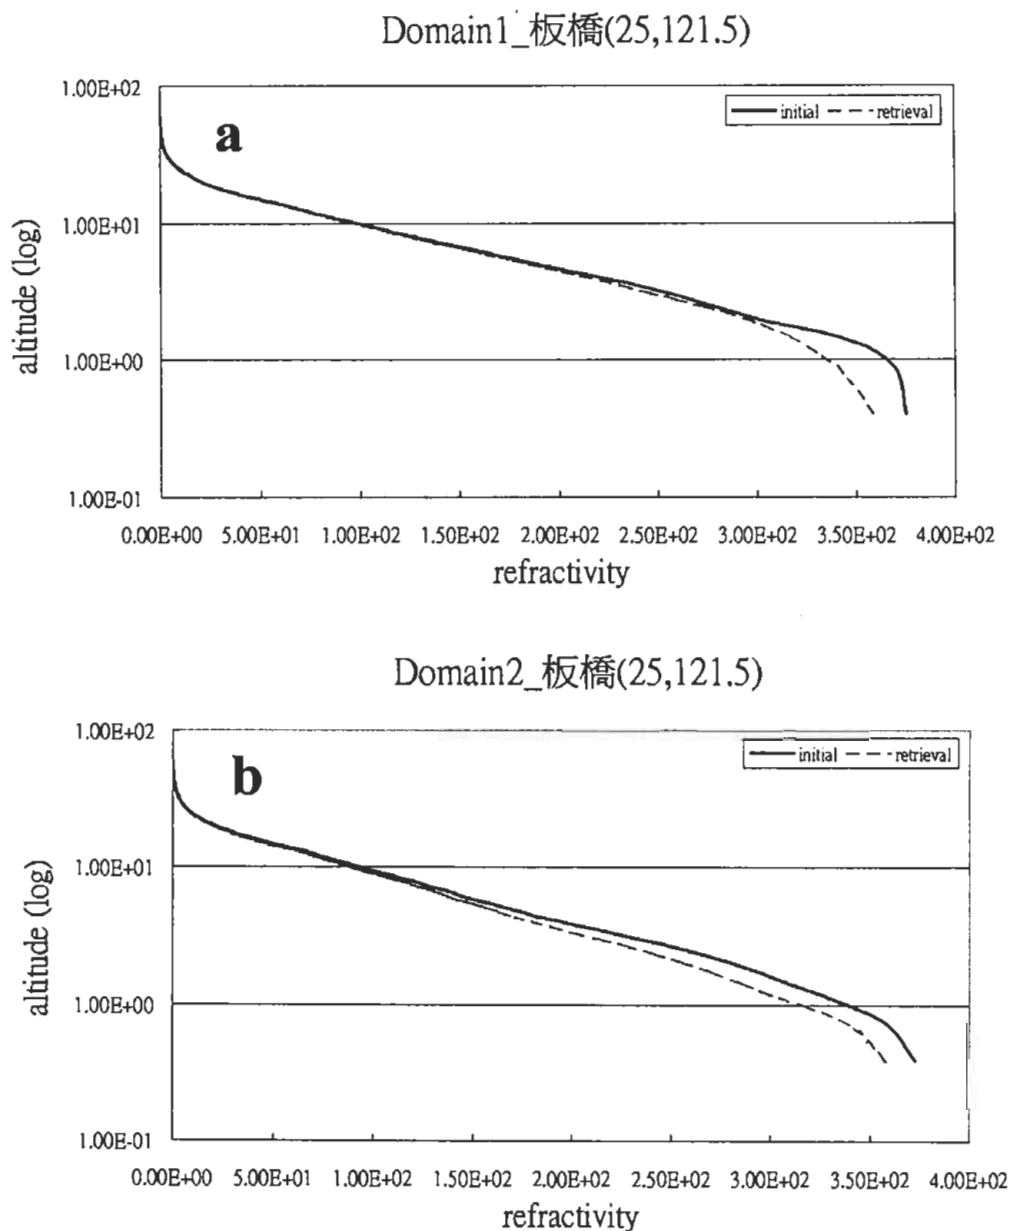 Domain1_板橋(25,121.5)
1.00E+02
initial retrieval
a
1.00E+01
altitude (log)
1.00E+00
1.00E-01
0.00E+00 5.00E+01 1.00E+02 1.50E+02 2.00E+02 2.50E+02 3.00E+02 3.50E+02 4.00E+02
refractivity
Domain2_板橋(25,121.5)
1.00E+02
initial retrieval
b
1.00E+01
altitude (log)
1.00E+00
1.00E-01
0.00E+00 5.00E+01 1.00E+02 1.50E+02 2.00E+02 2.50E+02 3.00E+02 3.50E+02 4.00E+02
refractivity